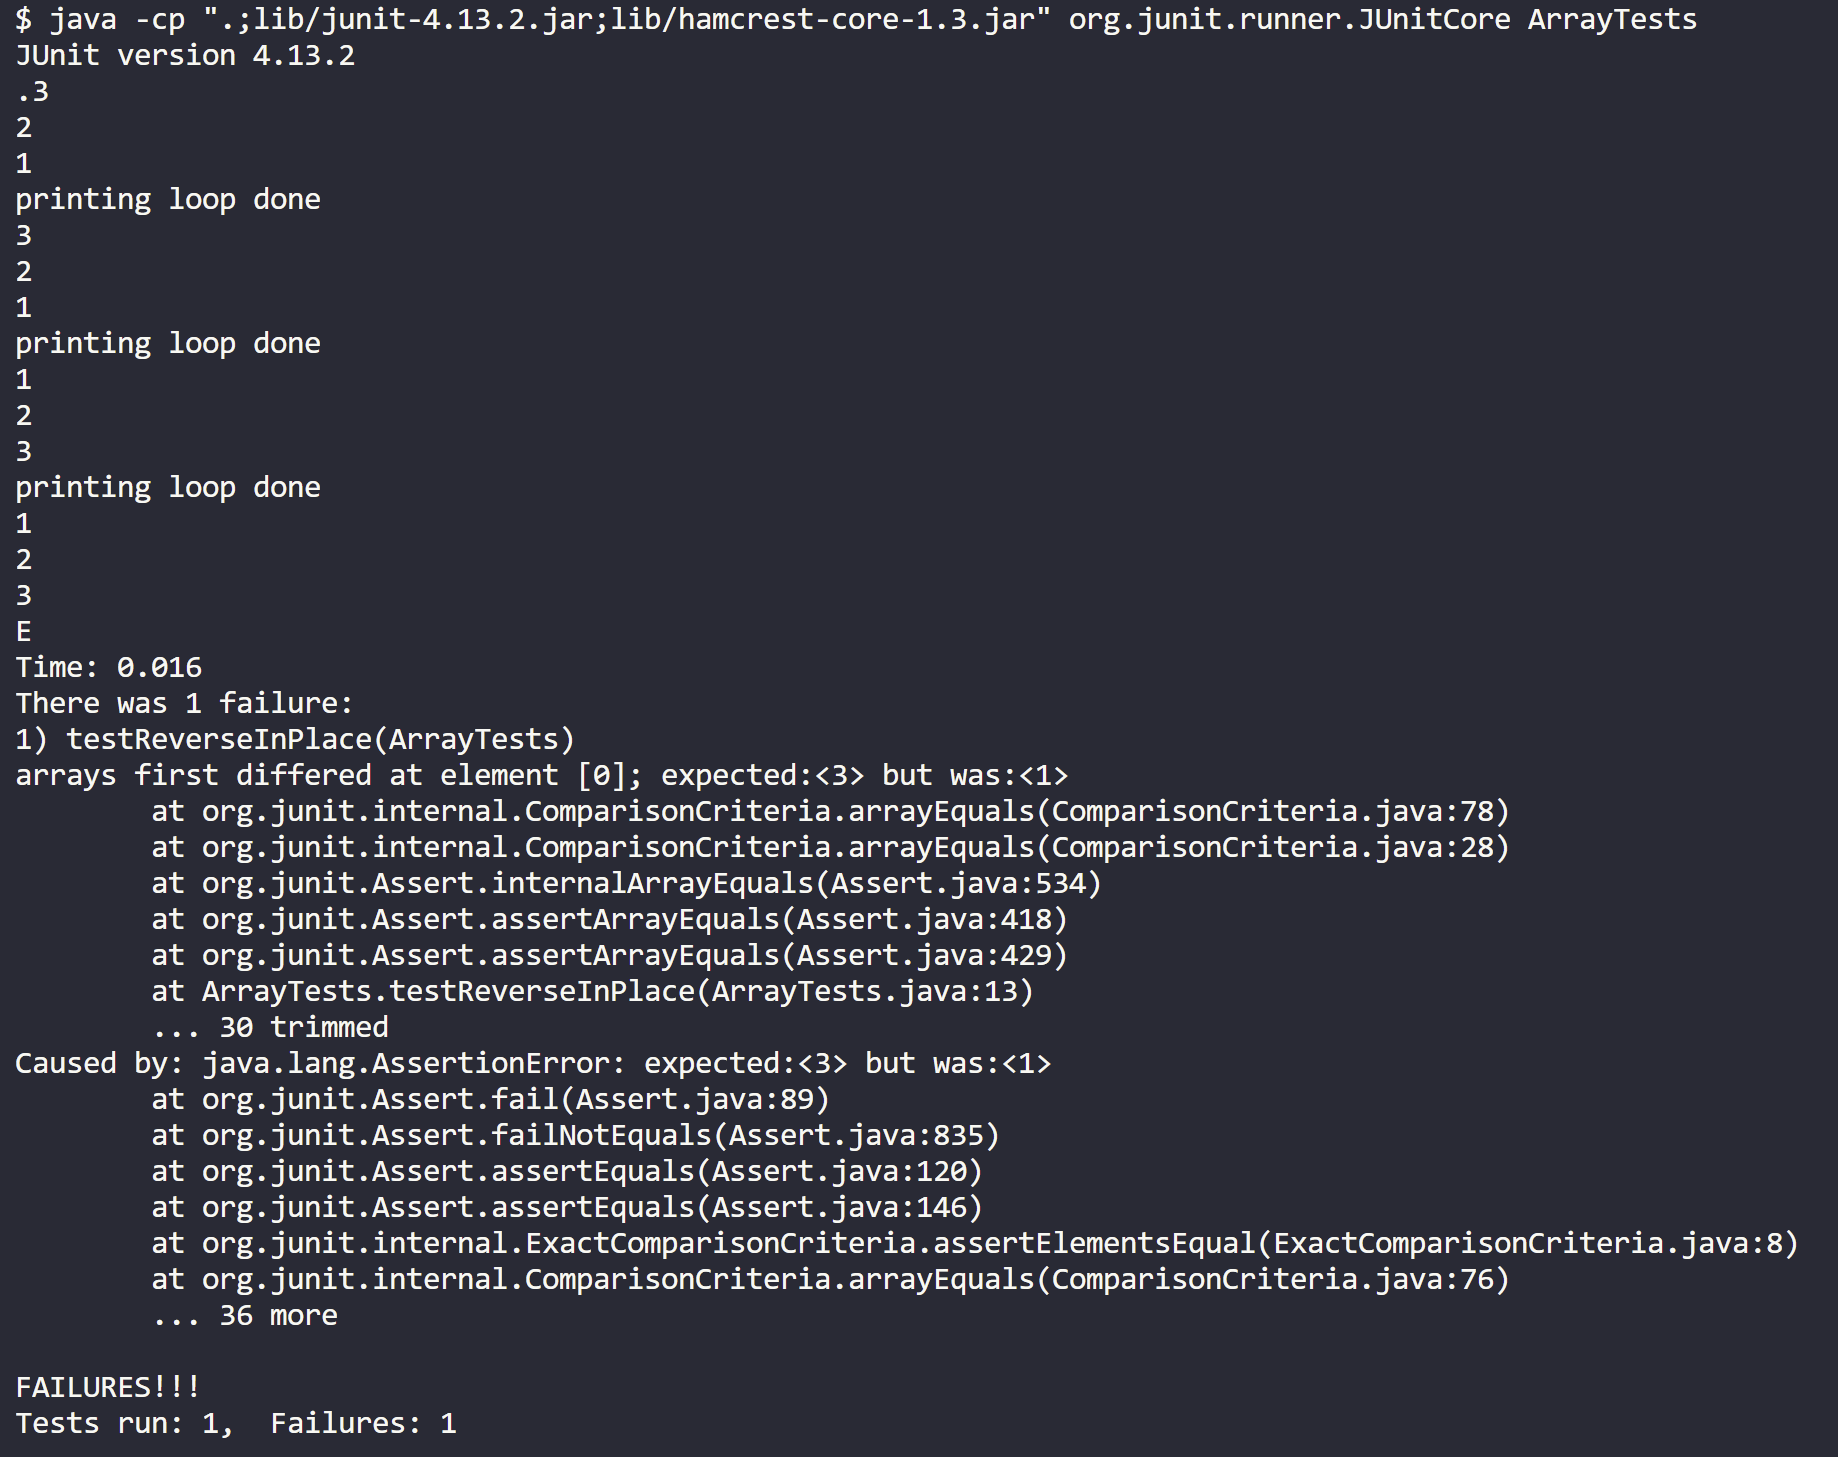 $ java -cp ".;lib/junit-4.13.2.jar;lib/hamcrest-core-1.3.jar" org.junit.runner.JUnitCore ArrayTests
JUnit version 4.13.2
.3
2
1
printing loop done
3
2
1
printing loop done
1
2
3
printing loop done
1
2
3
E
Time: 0.016
There was 1 failure:
1) testReverseInPlace(ArrayTests)
arrays first differed at element [0]; expected:<3> but was:<1>
        at org.junit.internal.ComparisonCriteria.arrayEquals(ComparisonCriteria.java:78)
        at org.junit.internal.ComparisonCriteria.arrayEquals(ComparisonCriteria.java:28)
        at org.junit.Assert.internalArrayEquals(Assert.java:534)
        at org.junit.Assert.assertArrayEquals(Assert.java:418)
        at org.junit.Assert.assertArrayEquals(Assert.java:429)
        at ArrayTests.testReverseInPlace(ArrayTests.java:13)
        ... 30 trimmed
Caused by: java.lang.AssertionError: expected:<3> but was:<1>
        at org.junit.Assert.fail(Assert.java:89)
        at org.junit.Assert.failNotEquals(Assert.java:835)
        at org.junit.Assert.assertEquals(Assert.java:120)
        at org.junit.Assert.assertEquals(Assert.java:146)
        at org.junit.internal.ExactComparisonCriteria.assertElementsEqual(ExactComparisonCriteria.java:8)
        at org.junit.internal.ComparisonCriteria.arrayEquals(ComparisonCriteria.java:76)
        ... 36 more

FAILURES!!!
Tests run: 1,  Failures: 1